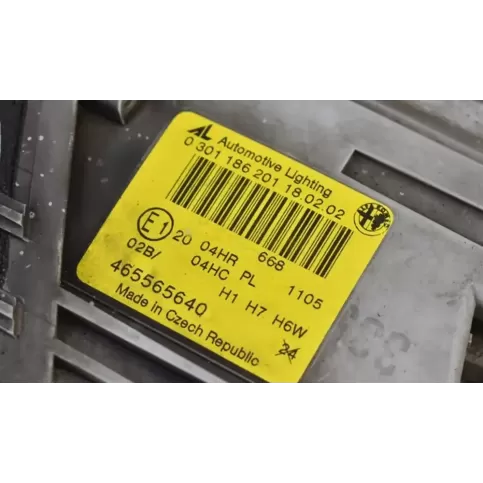 AL Automotive Lighting
0 301 186 201 18.02.02
E1 20 04HR 668
02B/ 04HC PL 1105
H1 H7 H6W
465565640
24
Made in Czech Republic